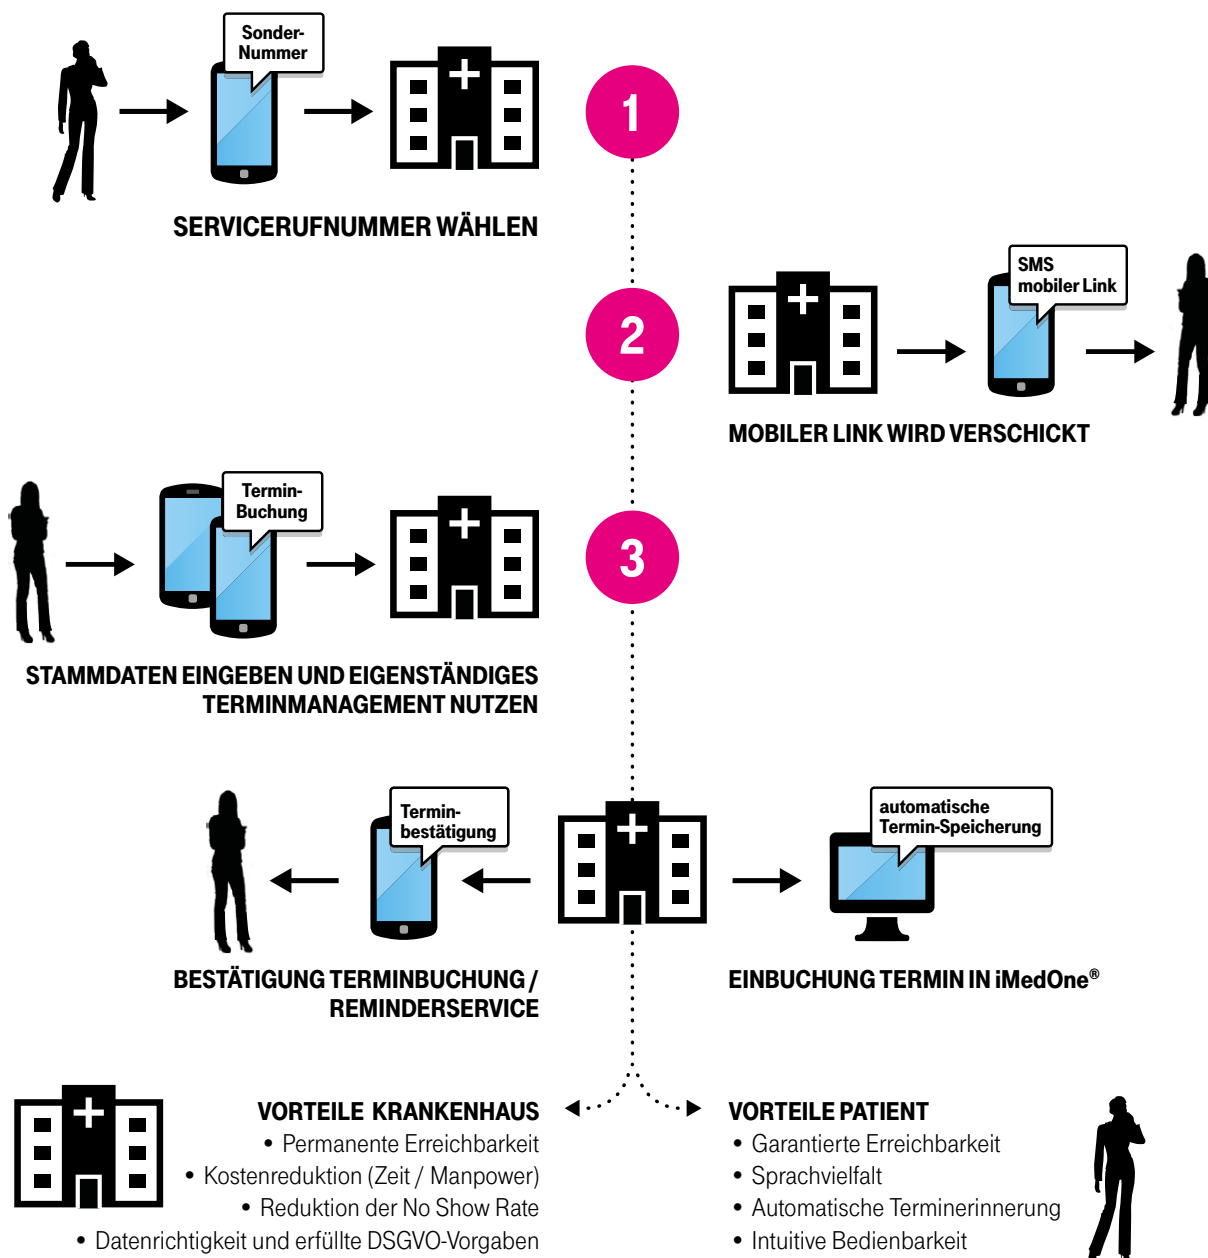 Sonder-
Nummer
1
SERVICERUFNUMMER WÄHLEN
SMS
mobiler Link
2
MOBILER LINK WIRD VERSCHICKT
Termin-
Buchung
3
STAMMDATEN EINGEBEN UND EIGENSTÄNDIGES
TERMINMANAGEMENT NUTZEN
Termin-
bestätigung
automatische
Termin-Speicherung
BESTÄTIGUNG TERMINBUCHUNG /
REMINDERSERVICE
EINBUCHUNG TERMIN IN iMedOne®
VORTEILE KRANKENHAUS
• Permanente Erreichbarkeit
• Kostenreduktion (Zeit / Manpower)
• Reduktion der No Show Rate
• Datenrichtigkeit und erfüllte DSGVO-Vorgaben
VORTEILE PATIENT
• Garantierte Erreichbarkeit
• Sprachvielfalt
• Automatische Terminerinnerung
• Intuitive Bedienbarkeit